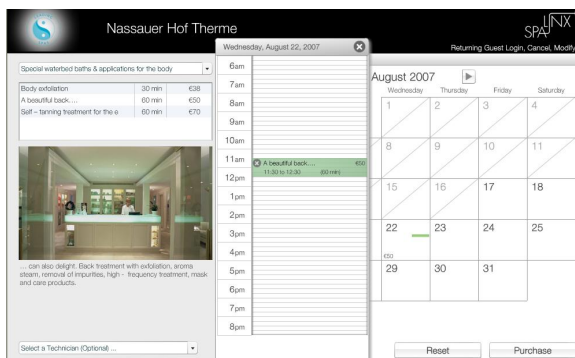 Nassauer Hof Therme
SPA LINX
Returning Guest Login, Cancel, Modify
Special waterbed baths & applications for the body
Body exfoliation 30 min €38
A beautiful back.... 60 min €50
Self – tanning treatment for the e 60 min €70
... can also delight. Back treatment with exfoliation, aroma
steam, removal of impurities, high - frequency treatment, mask
and care products.
Select a Technician (Optional) ...
Wednesday, August 22, 2007
6am
7am
8am
9am
10am
11am
A beautiful back.... €50
11:30 to 12:30 (60 min)
12pm
1pm
2pm
3pm
4pm
5pm
6pm
7pm
8pm
August 2007
Wednesday Thursday Friday Saturday
1 2 3 4
8 9 10 11
15 16 17 18
22 23 24 25
€50
29 30 31
Reset Purchase